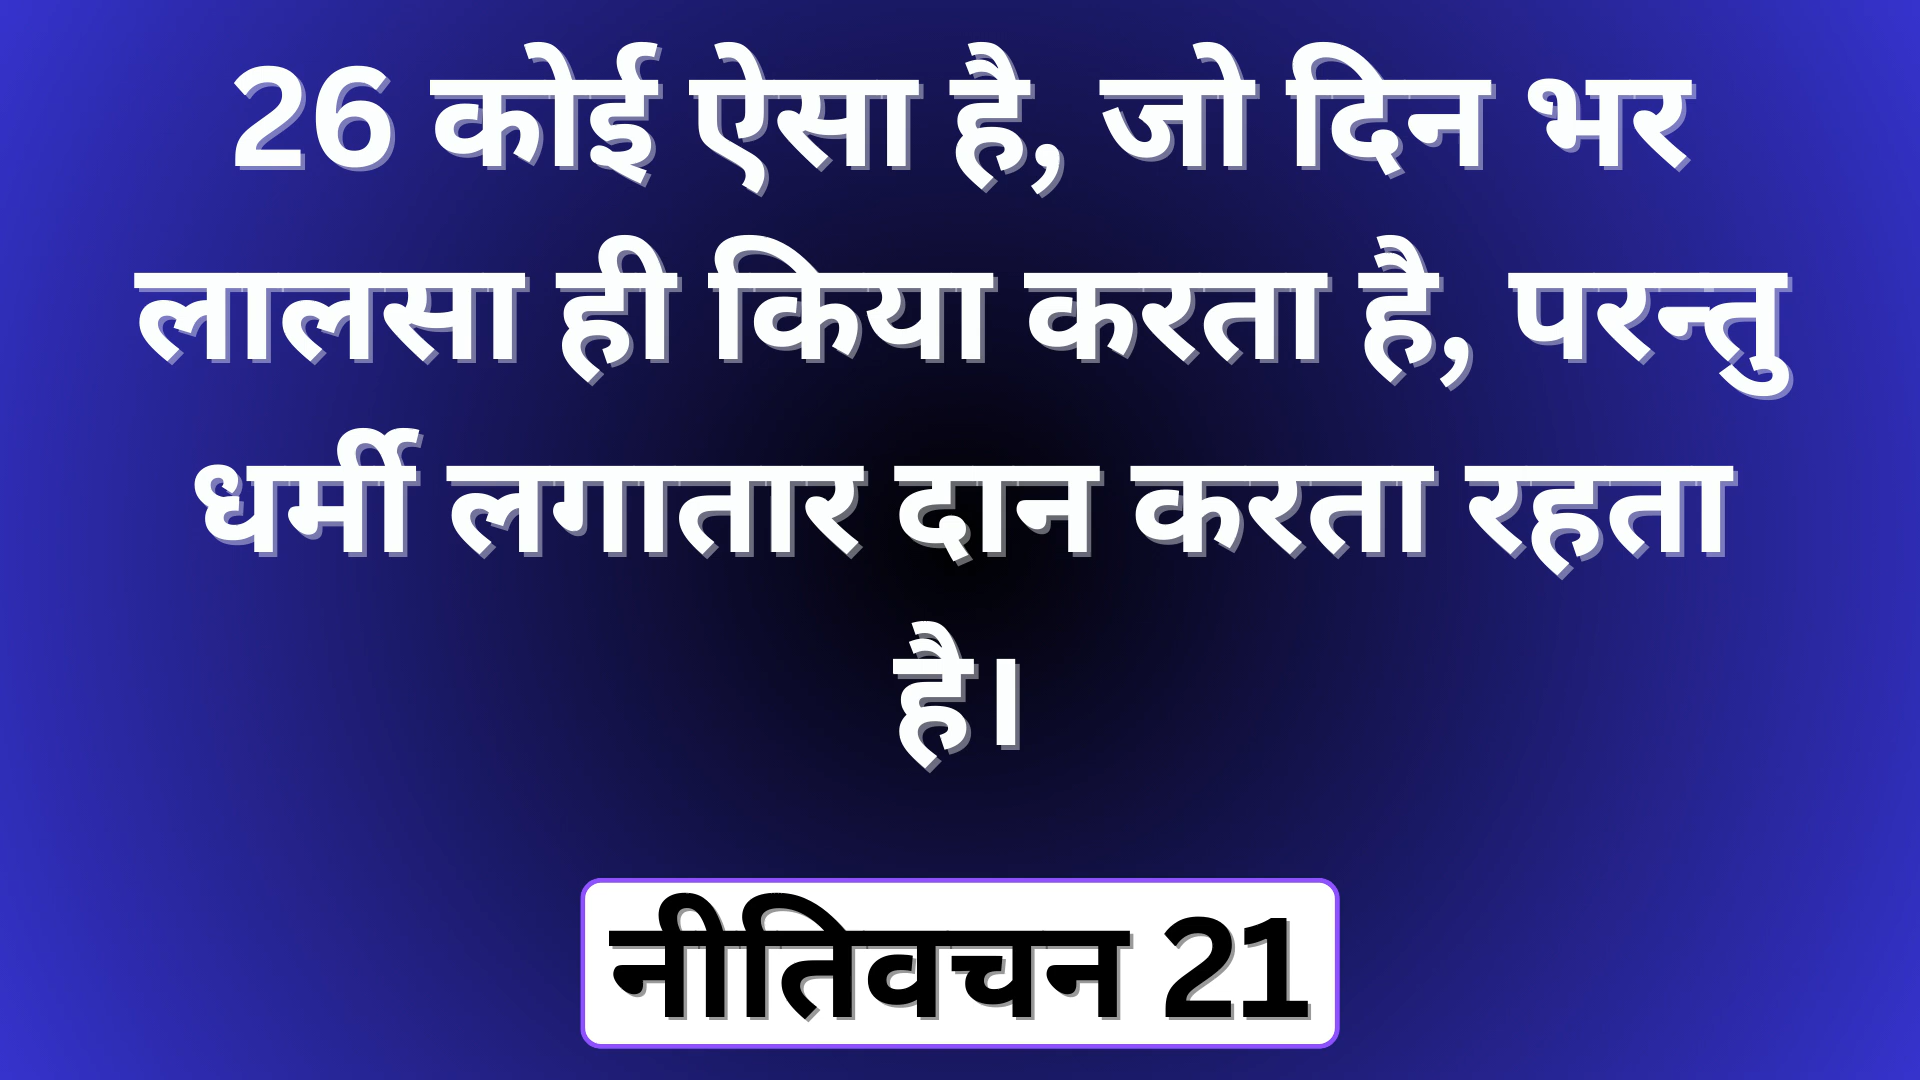 26 कोई ऐसा है, जो दिन भर
लालसा ही किया करता है, परन्तु
धर्मी लगातार दान करता रहता
है।
नीतिवचन 21